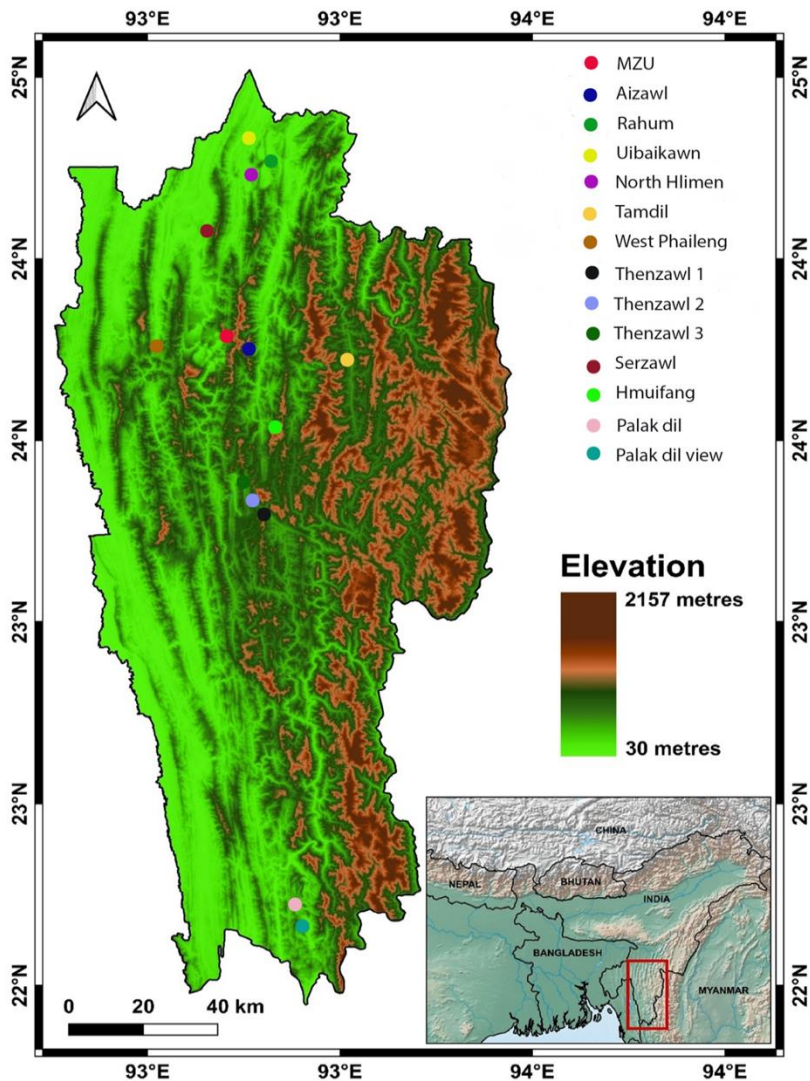 93°E 93°E 94°E 94°E
25°N
24°N
24°N
23°N
23°N
22°N
MZU
Aizawl
Rahum
Uibaikawn
North Hlimen
Tamdil
West Phaileng
Thenzawl 1
Thenzawl 2
Thenzawl 3
Serzawl
Hmuifang
Palak dil
Palak dil view
25°N
24°N
24°N
23°N
23°N
22°N
Elevation
2157 metres
30 metres
CHINA
NEPAL
BHUTAN
INDIA
BANGLADESH
MYANMAR
0 20 40 km
93°E 93°E 94°E 94°E